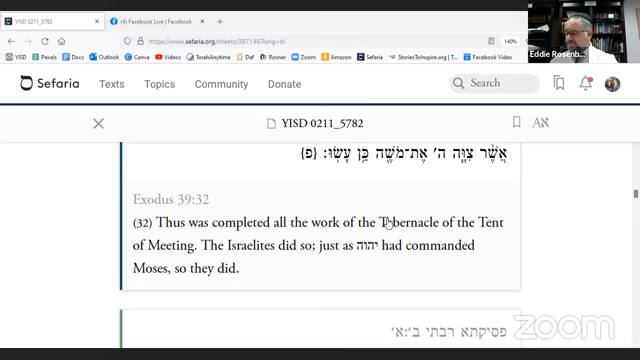 YISD 0211_5782
(4) Facebook Live | Facebook
https://www.sefaria.org/sheets/387146?lang=bi
140%
Eddie Rosenb...
YISD Pexels Docs Canva Videos TorahAnytime Daf Rosner Zoom Amazon Sefaria StoriesToInspire.org Facebook Video
Sefaria Texts Topics Community Donate Search
YISD 0211_5782
אֲשֶׁ֨ר צִוָּ֧ה ה׳ אֶת־מֹשֶׁ֖ה כֵּ֥ן עָשֽׂוּ׃ {פ}
Exodus 39:32
(32) Thus was completed all the work of the Tabernacle of the Tent
of Meeting. The Israelites did so; just as יהוה had commanded
Moses, so they did.
פסיקתא רבתי ב׳:א׳
zoom